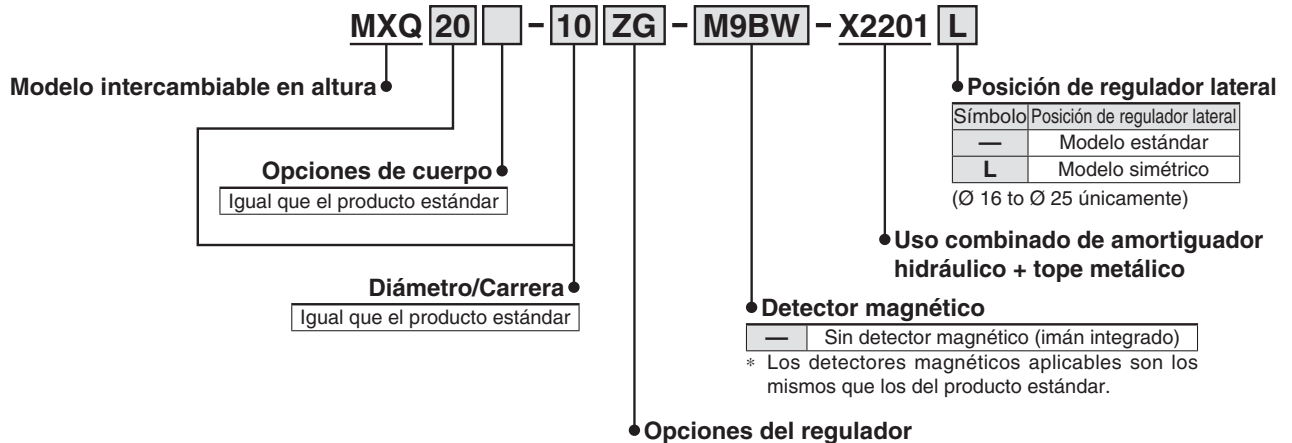 MXQ 20 - 10 ZG - M9BW - X2201 L
Modelo intercambiable en altura
Posición de regulador lateral
Símbolo Posición de regulador lateral
— Modelo estándar
L Modelo simétrico
(Ø 16 to Ø 25 únicamente)
Opciones de cuerpo
Igual que el producto estándar
Uso combinado de amortiguador
hidráulico + tope metálico
Diámetro/Carrera
Igual que el producto estándar
Detector magnético
— Sin detector magnético (imán integrado)
* Los detectores magnéticos aplicables son los
mismos que los del producto estándar.
Opciones del regulador